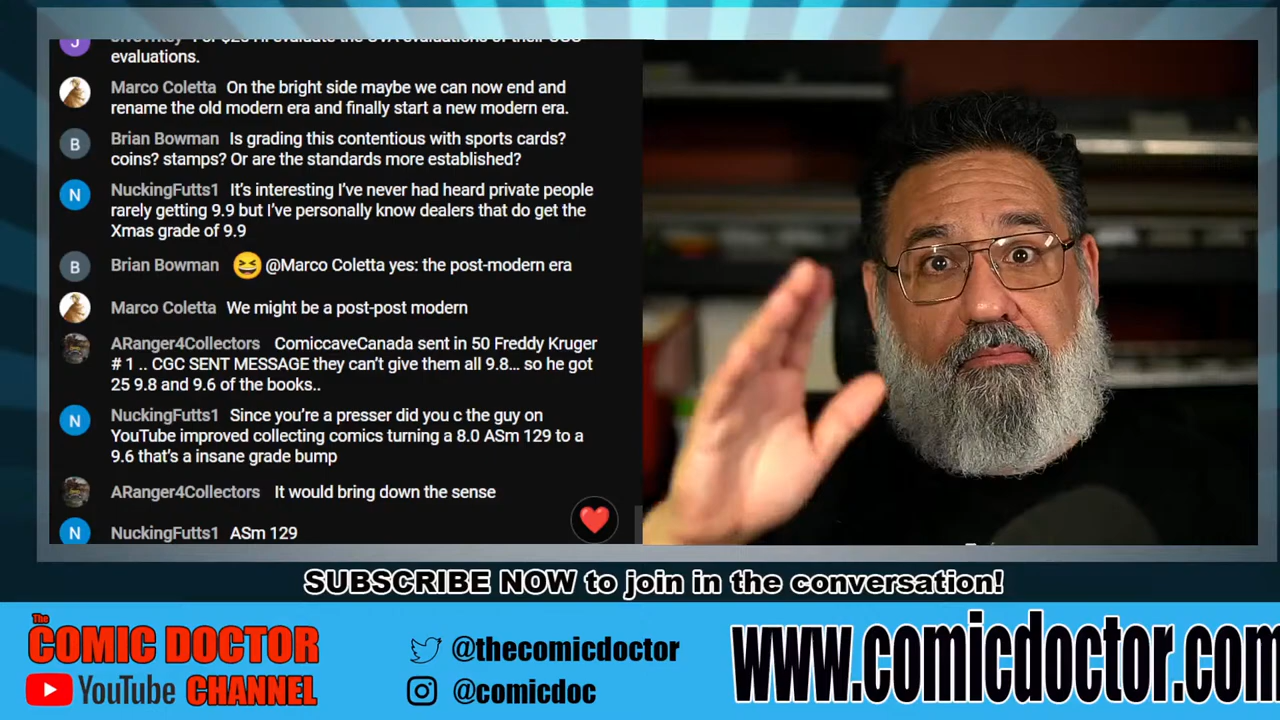 evaluations.
Marco Coletta On the bright side maybe we can now end and
rename the old modern era and finally start a new modern era.
B
Brian Bowman Is grading this contentious with sports cards?
coins? stamps? Or are the standards more established?
N
NuckingFutts1 It's interesting I've never had heard private people
rarely getting 9.9 but I've personally know dealers that do get the
Xmas grade of 9.9
B
Brian Bowman @Marco Coletta yes: the post-modern era
Marco Coletta We might be a post-post modern
ARanger4Collectors ComiccaveCanada sent in 50 Freddy Kruger
# 1 .. CGC SENT MESSAGE they can't give them all 9.8... so he got
25 9.8 and 9.6 of the books..
N
NuckingFutts1 Since you're a presser did you c the guy on
YouTube improved collecting comics turning a 8.0 ASm 129 to a
9.6 that's a insane grade bump
ARanger4Collectors It would bring down the sense
N
NuckingFutts1 ASm 129
SUBSCRIBE NOW to join in the conversation!
The
COMIC DOCTOR
YouTube CHANNEL
@thecomicdoctor
@comicdoc
www.comicdoctor.com